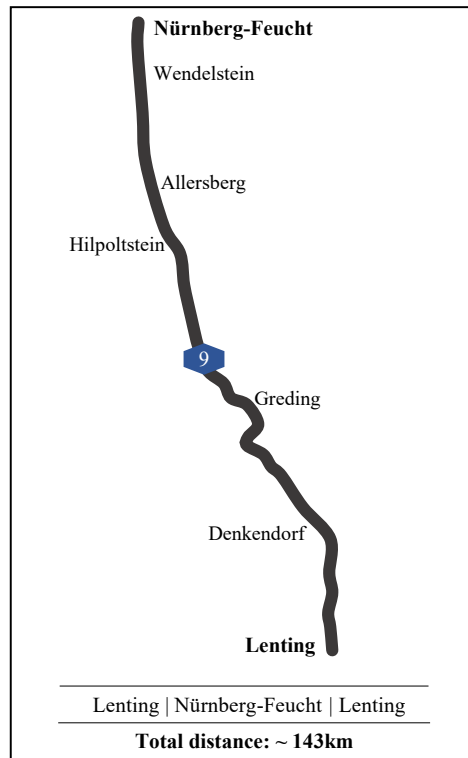 Nürnberg-Feucht
Wendelstein
Allersberg
Hilpoltstein
9
Greding
Denkendorf
Lenting
Lenting | Nürnberg-Feucht | Lenting
Total distance: ~ 143km